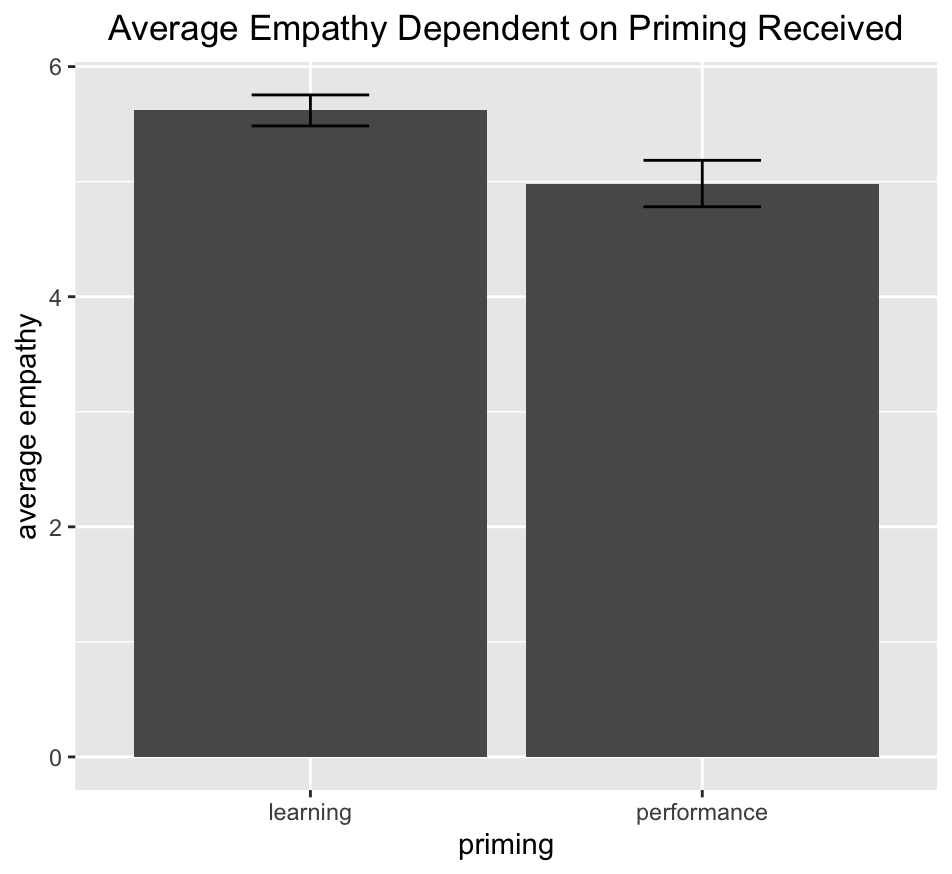 Average Empathy Dependent on Priming Received
average empathy
6
4
2
0
learning performance
priming